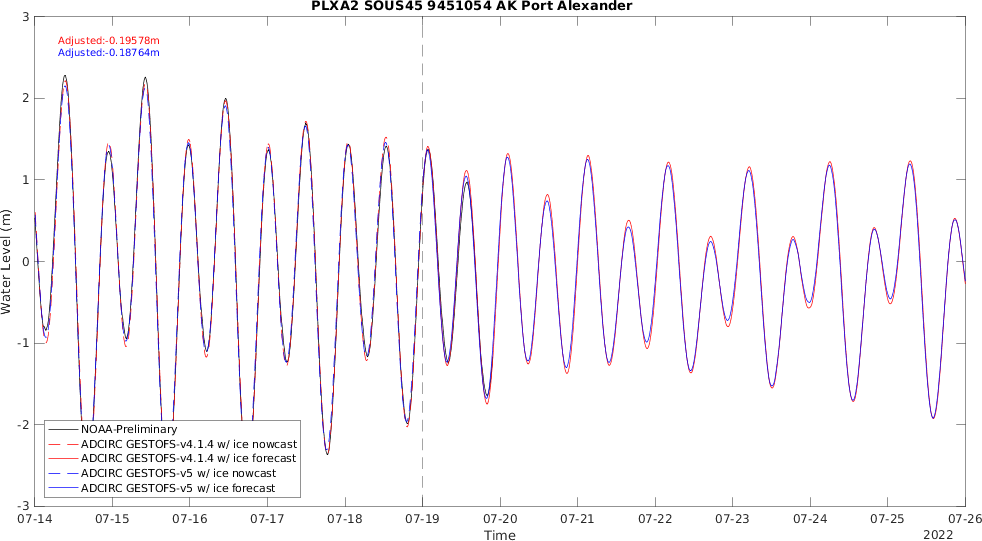 PLXA2 SOUS45 9451054 AK Port Alexander
Adjusted:-0.19578m
Adjusted:-0.18764m
3
2
1
0
-1
-2
-3
Water Level (m)
NOAA-Preliminary
ADCIRC GESTOFS-v4.1.4 w/ ice nowcast
ADCIRC GESTOFS-v4.1.4 w/ ice forecast
ADCIRC GESTOFS-v5 w/ ice nowcast
ADCIRC GESTOFS-v5 w/ ice forecast
07-14 07-15 07-16 07-17 07-18 07-19 07-20 07-21 07-22 07-23 07-24 07-25 07-26
Time
2022